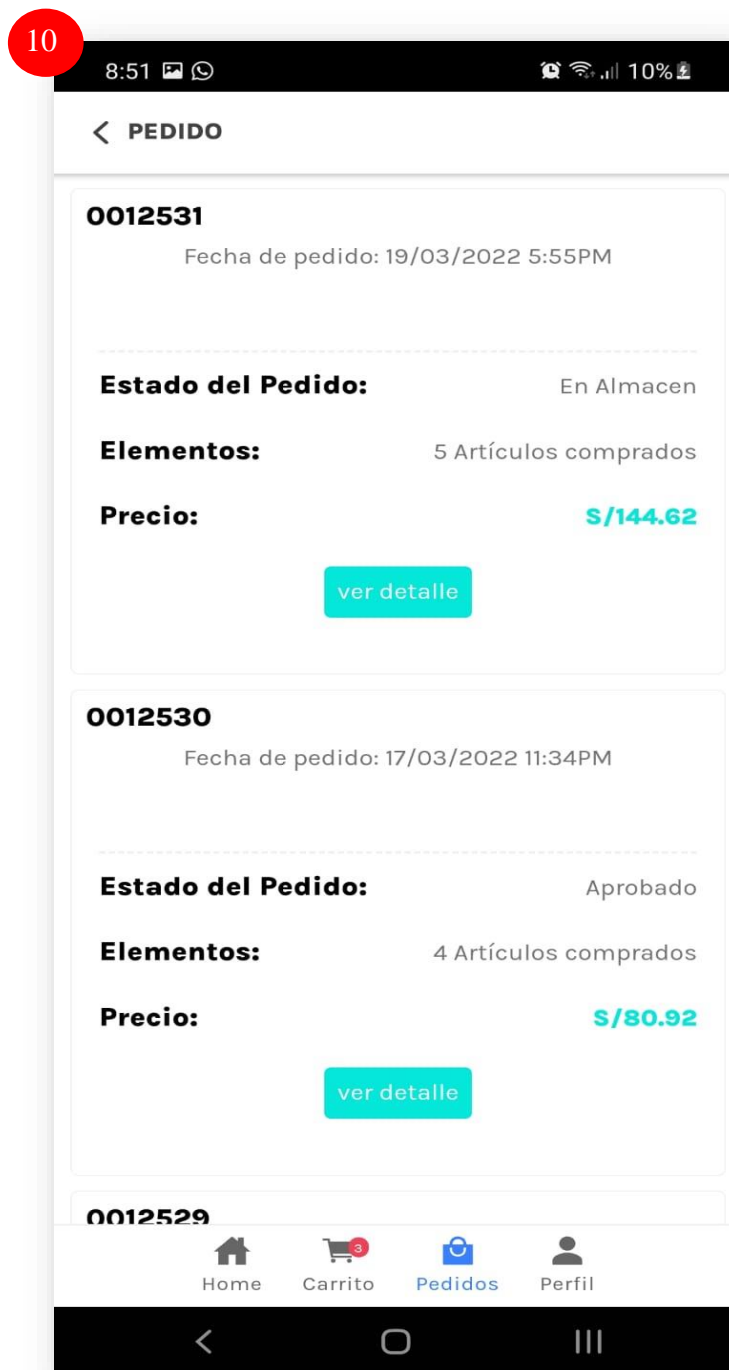 10
8:51 10%
PEDIDO
0012531
Fecha de pedido: 19/03/2022 5:55PM
Estado del Pedido: En Almacen
Elementos: 5 Artículos comprados
Precio: S/144.62
ver detalle
0012530
Fecha de pedido: 17/03/2022 11:34PM
Estado del Pedido: Aprobado
Elementos: 4 Artículos comprados
Precio: S/80.92
ver detalle
0012529
3
Home Carrito Pedidos Perfil